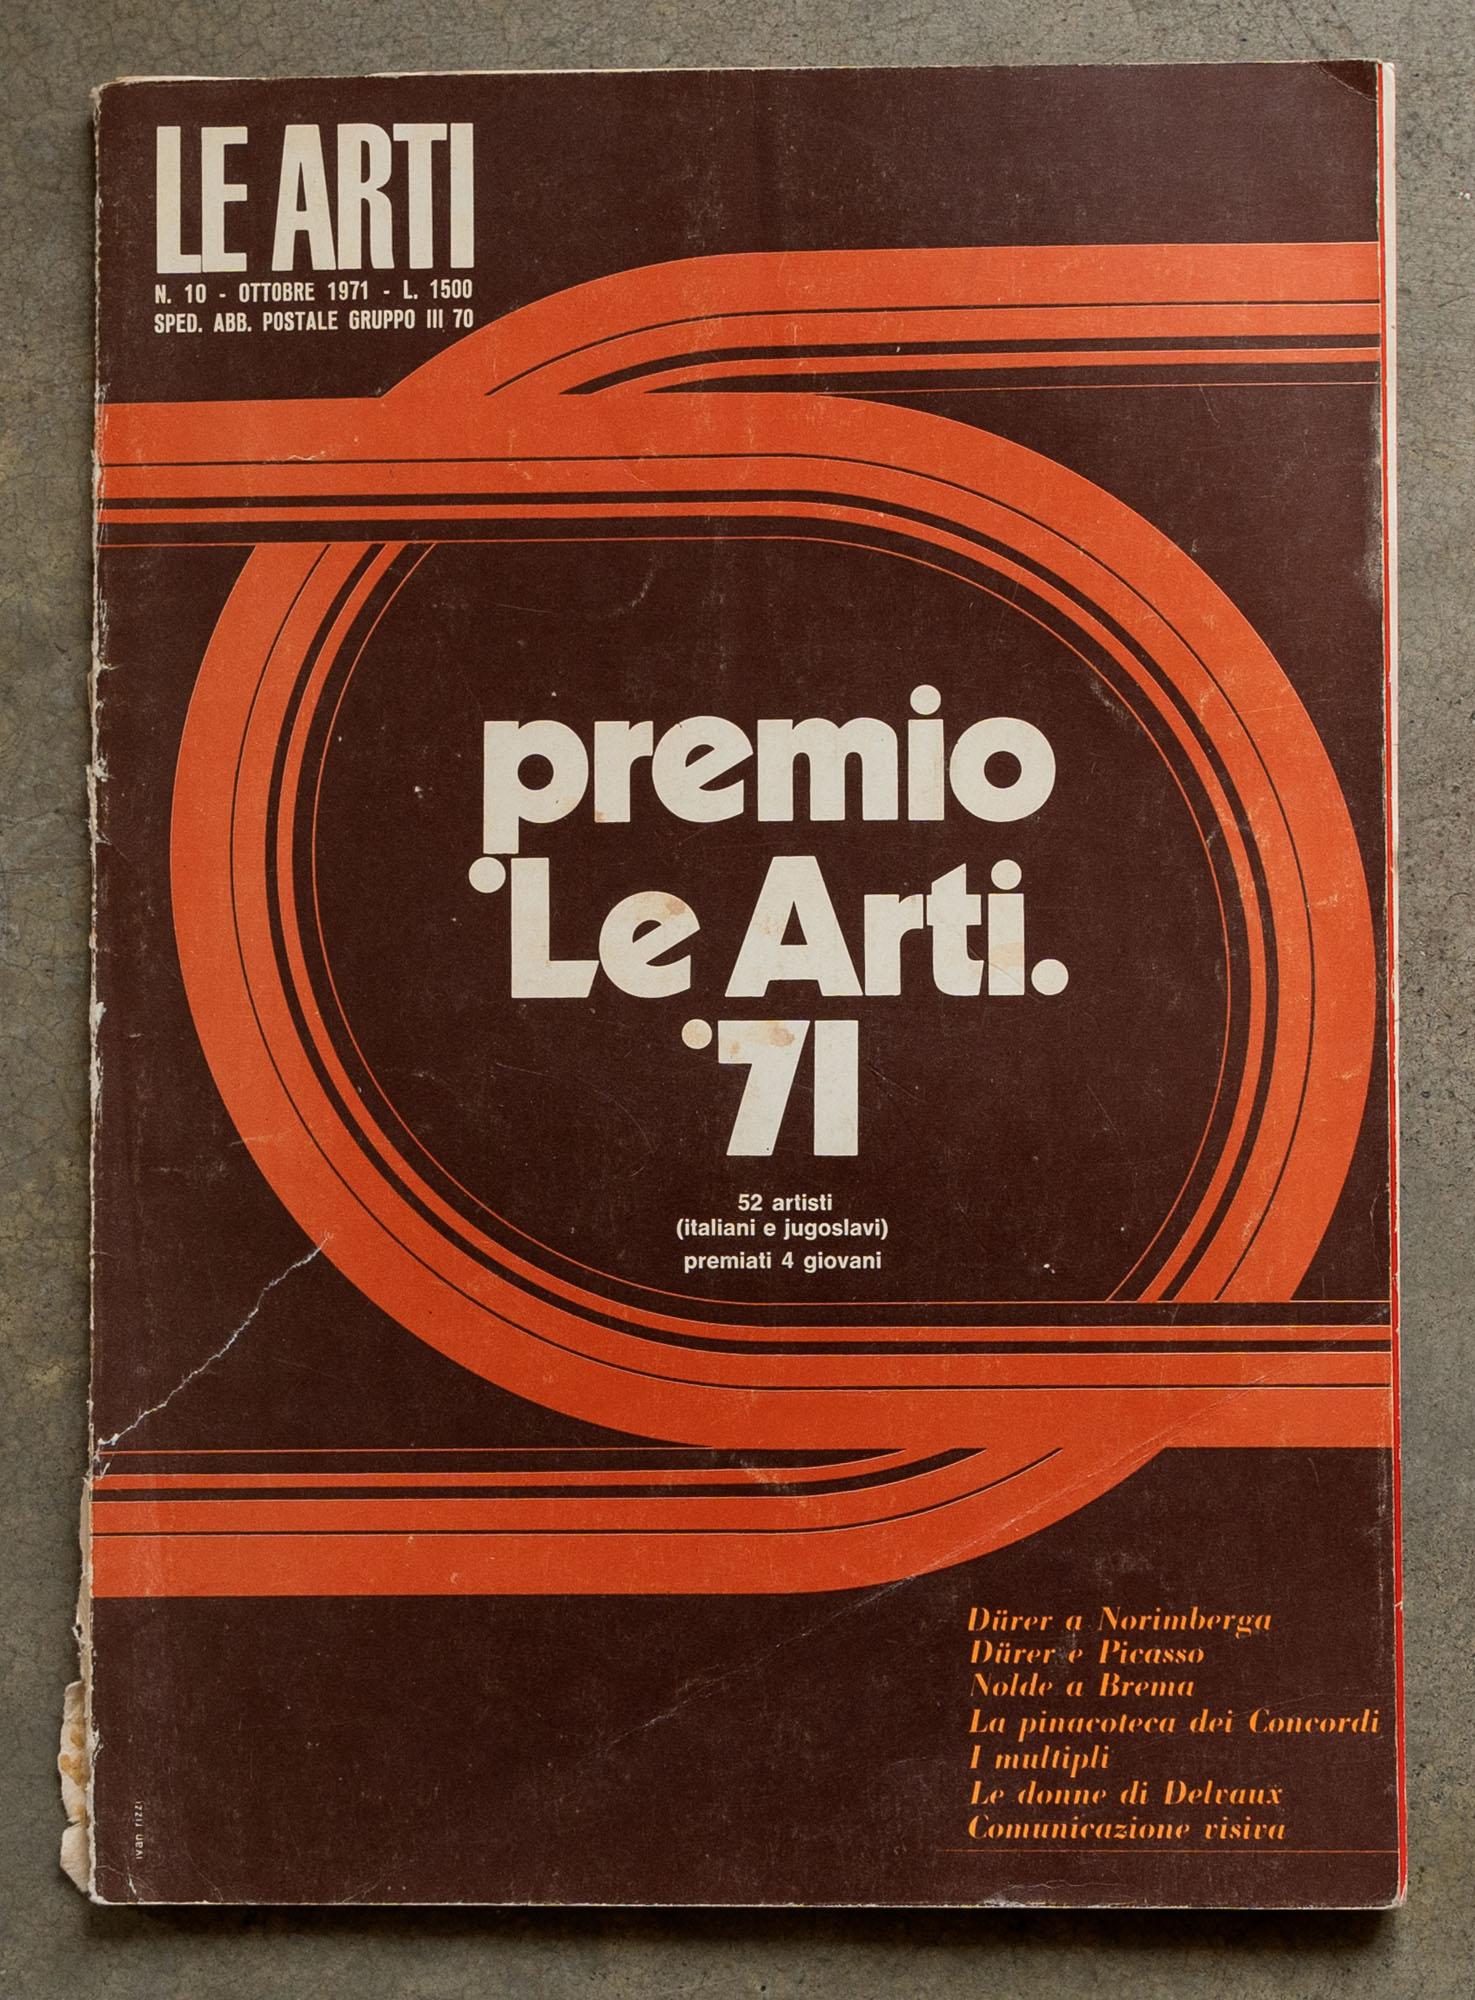 LE ARTI
N. 10 - OTTOBRE 1971 - L. 1500
SPED. ABB. POSTALE GRUPPO III 70
premio
•Le Arti.
•71
52 artisti
(italiani e jugoslavi)
premiati 4 giovani
Dürer a Norimberga
Dürer e Picasso
Nolde a Brema
La pinacoteca dei Concordi
I multipli
Le donne di Delvaux
Comunicazione visiva
ivan rizzi